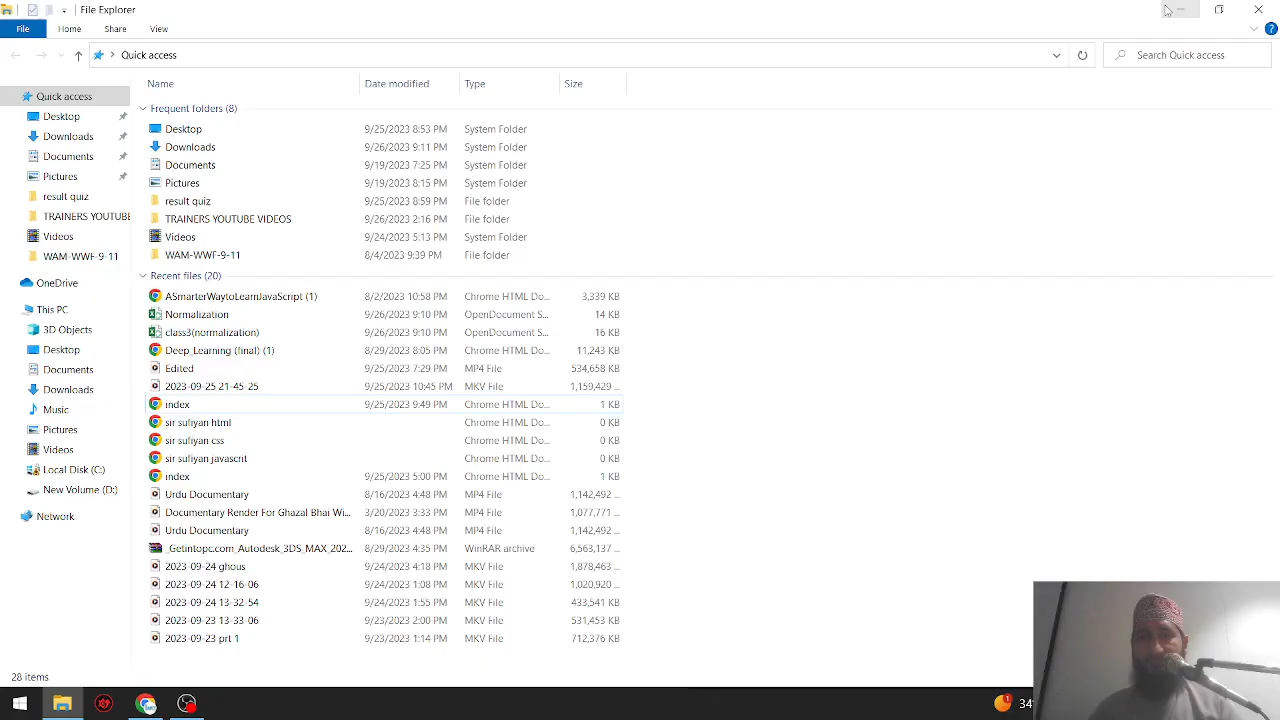 File Explorer
File Home Share View
Quick access Search Quick access
Name Date modified Type Size
Quick access
Desktop
Downloads
Documents
Pictures
result quiz
TRAINERS YOUTUBE
Videos
WAM-WWF-9-11
OneDrive
This PC
3D Objects
Desktop
Documents
Downloads
Music
Pictures
Videos
Local Disk (C:)
New Volume (D:)
Network
Frequent folders (8)
Desktop 9/25/2023 8:53 PM System Folder
Downloads 9/26/2023 9:11 PM System Folder
Documents 9/19/2023 7:25 PM System Folder
Pictures 9/19/2023 8:15 PM System Folder
result quiz 9/25/2023 8:59 PM File folder
TRAINERS YOUTUBE VIDEOS 9/26/2023 2:16 PM File folder
Videos 9/24/2023 5:13 PM System Folder
WAM-WWF-9-11 8/4/2023 9:39 PM File folder
Recent files (20)
ASmarterWaytoLearnJavaScript (1) 8/2/2023 10:58 PM Chrome HTML Do... 3,339 KB
Normalization 9/26/2023 9:10 PM OpenDocument S... 14 KB
class3(normalization) 9/26/2023 9:10 PM OpenDocument S... 16 KB
Deep_Learning (final) (1) 8/29/2023 8:05 PM Chrome HTML Do... 11,243 KB
Edited 9/25/2023 7:29 PM MP4 File 534,658 KB
2023-09-25 21-45-25 9/25/2023 10:45 PM MKV File 1,159,429 ...
index 9/25/2023 9:49 PM Chrome HTML Do... 1 KB
sir sufiyan html Chrome HTML Do... 0 KB
sir sufiyan css Chrome HTML Do... 0 KB
sir sufiyan javascrit Chrome HTML Do... 0 KB
index 9/25/2023 5:00 PM Chrome HTML Do... 1 KB
Urdu Documentary 8/16/2023 4:48 PM MP4 File 1,142,492 ...
Documentary Render For Ghazal Bhai Wi... 3/20/2023 3:33 PM MP4 File 1,077,771 ...
Urdu Documentary 8/16/2023 4:48 PM MP4 File 1,142,492 ...
_Getintopc.com_Autodesk_3DS_MAX_202... 8/29/2023 4:35 PM WinRAR archive 6,563,137 ...
2023-09-24 ghous 9/24/2023 4:18 PM MKV File 1,878,463 ...
2023-09-24 12-16-06 9/24/2023 1:08 PM MKV File 1,020,920 ...
2023-09-24 13-32-54 9/24/2023 1:55 PM MKV File 433,541 KB
2023-09-23 13-33-06 9/23/2023 2:00 PM MKV File 531,453 KB
2023-09-23 prt 1 9/23/2023 1:14 PM MKV File 712,376 KB
28 items
1 34°